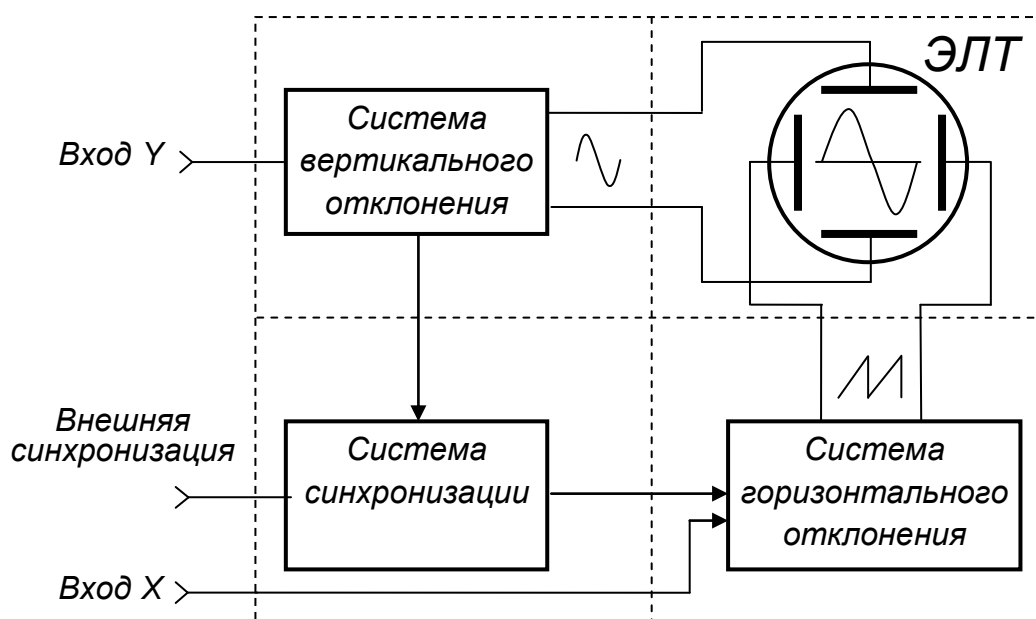 ЭЛТ
Вход Y
Система
вертикального
отклонения
Внешняя
синхронизация
Система
синхронизации
Система
горизонтального
отклонения
Вход X